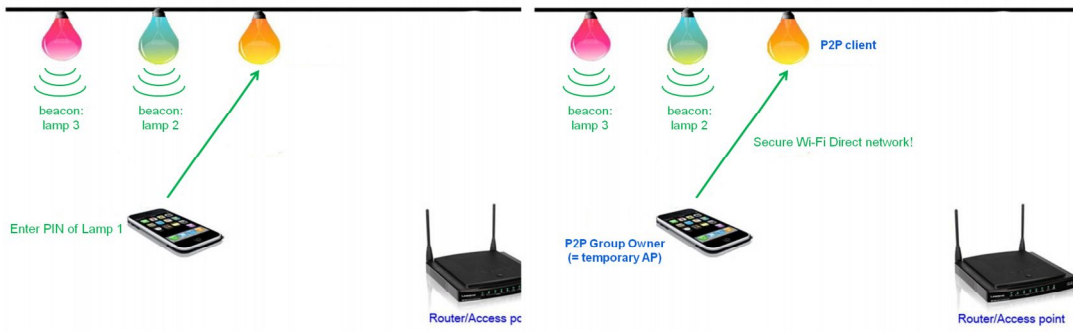 beacon:
lamp 3
beacon:
lamp 2
Enter PIN of Lamp 1
Router/Access po
P2P client
beacon:
lamp 3
beacon:
lamp 2
Secure Wi-Fi Direct network!
P2P Group Owner
(= temporary AP)
Router/Access point